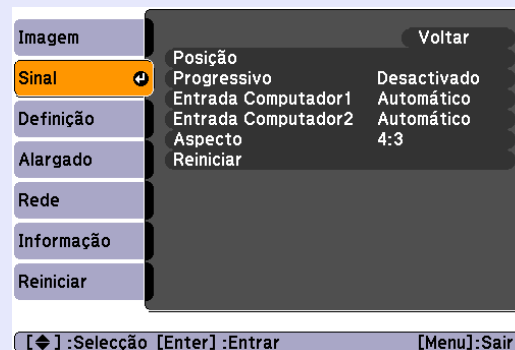 Imagem
Sinal
Definição
Alargado
Rede
Informação
Reiniciar
Voltar
Posição
Progressivo Desactivado
Entrada Computador1 Automático
Entrada Computador2 Automático
Aspecto 4:3
Reiniciar
[◆] :Selecção [Enter] :Entrar [Menu]:Sair